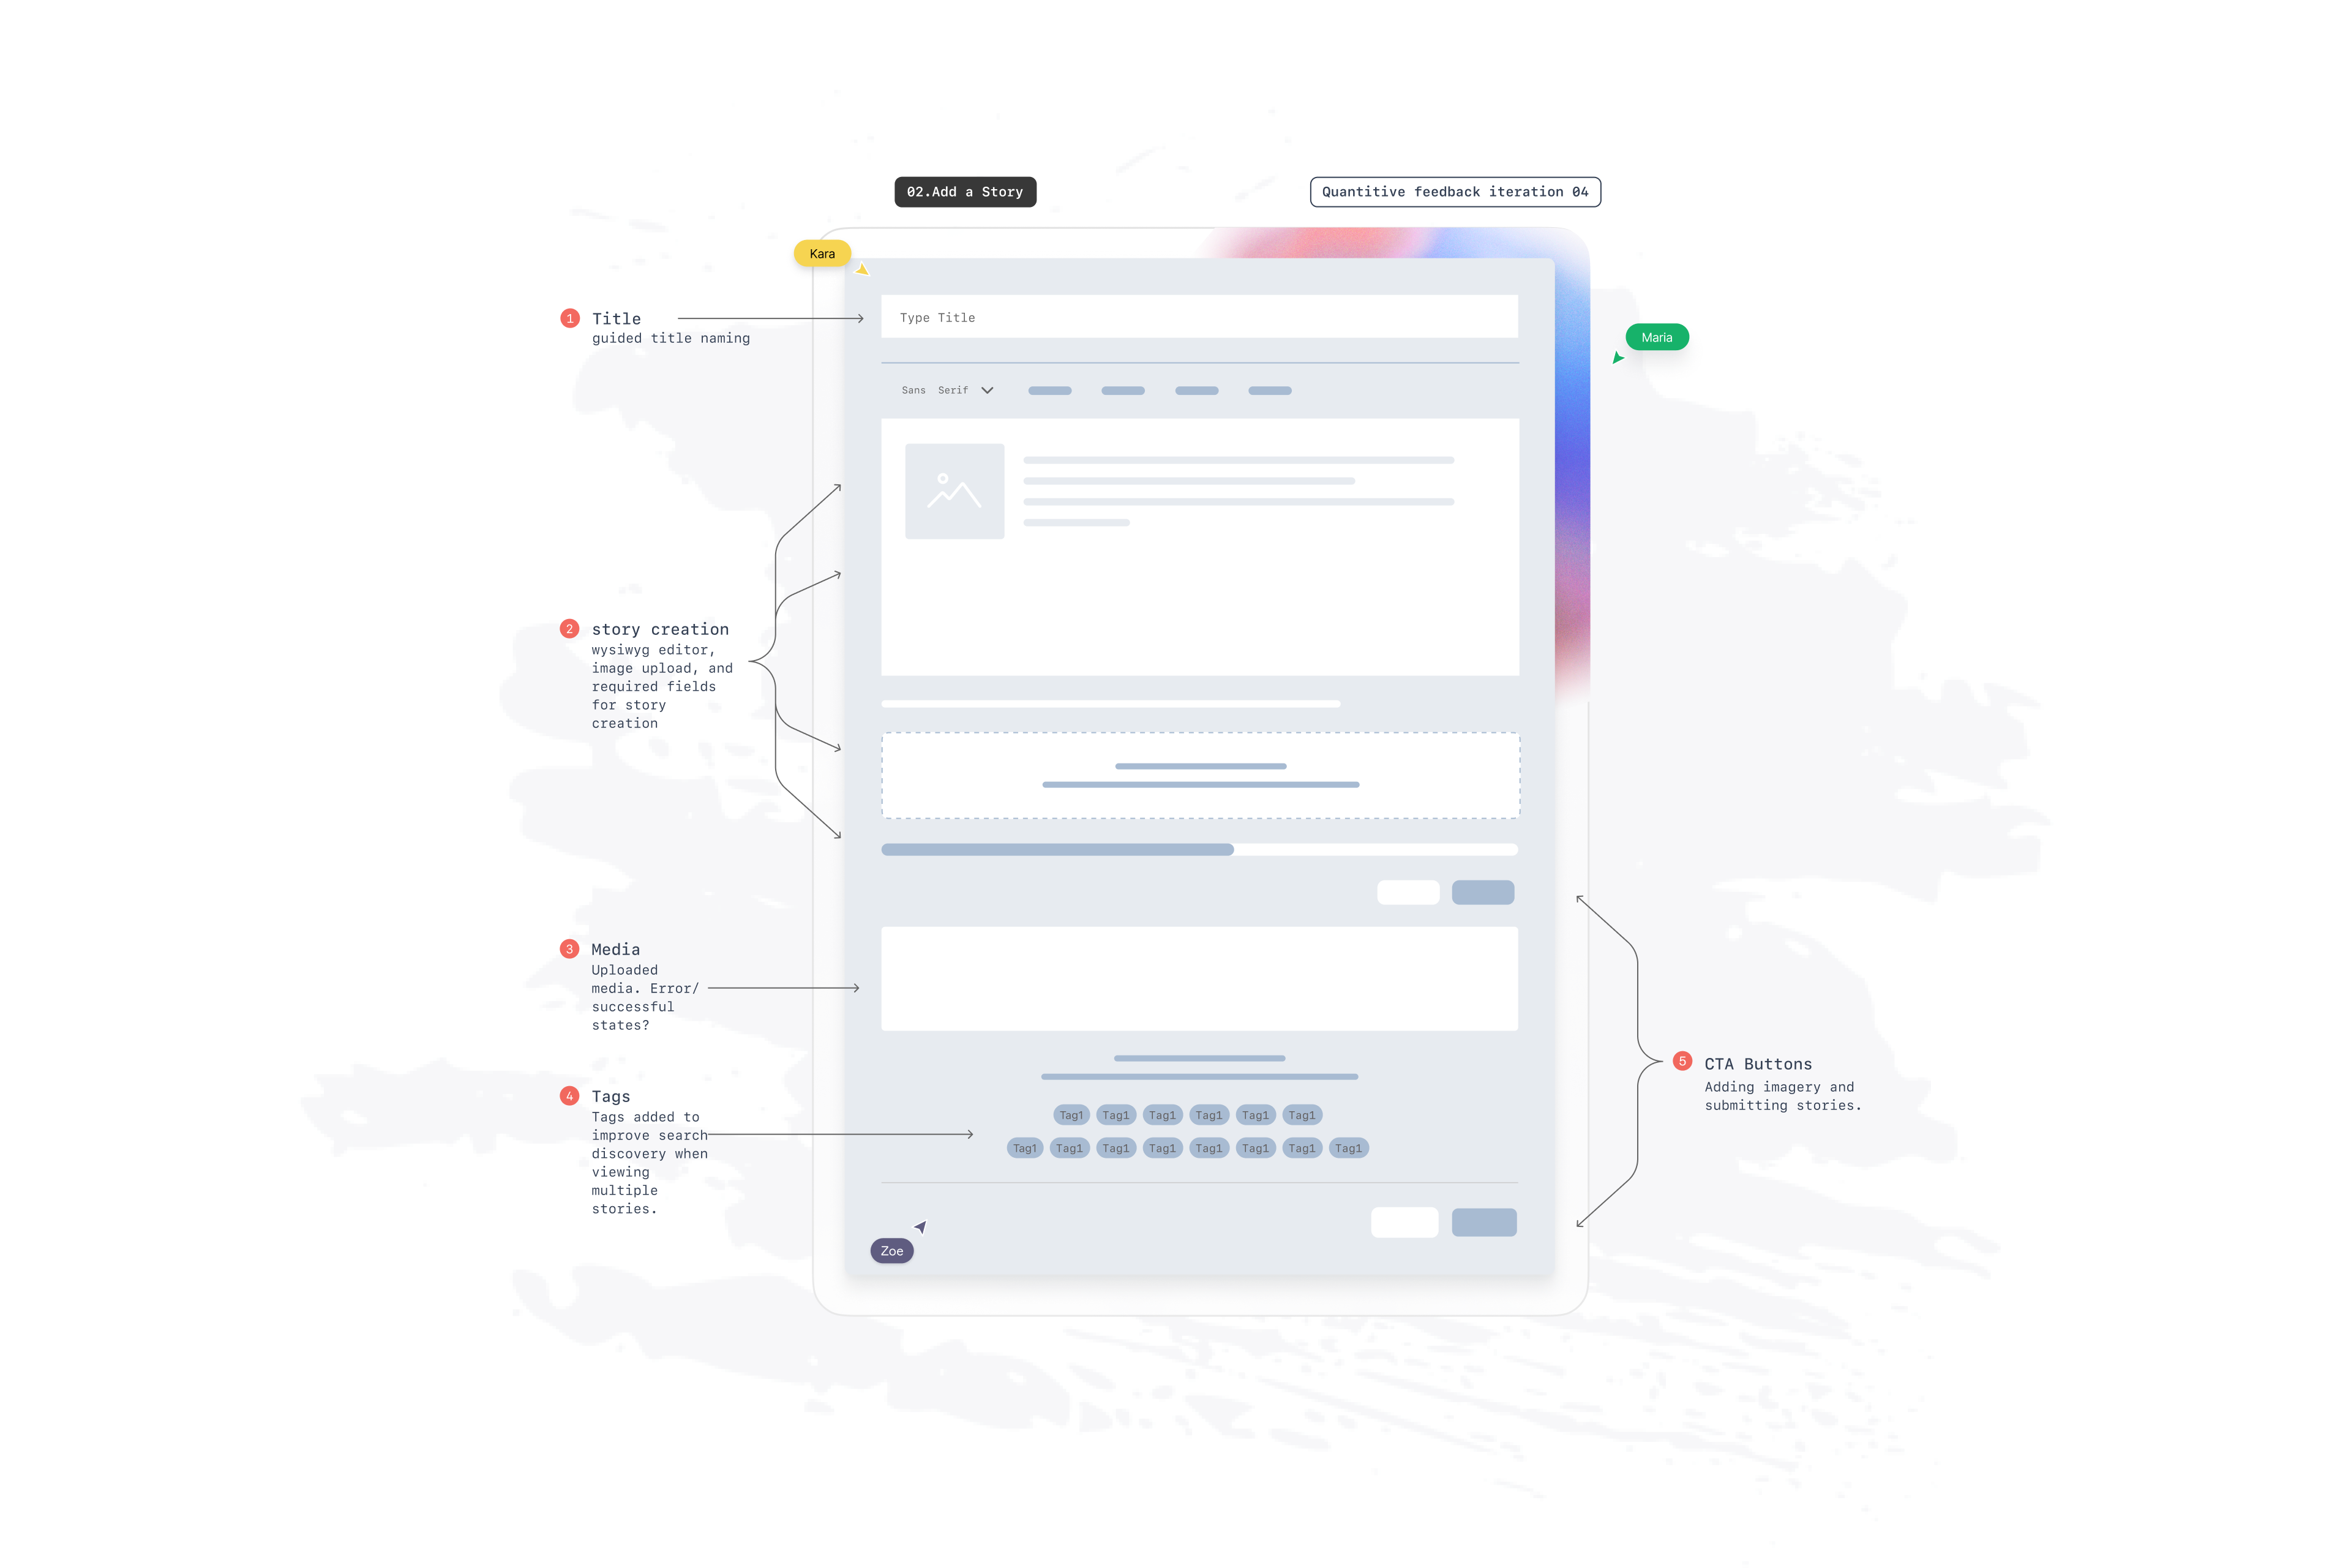 02.Add a Story
Quantitive feedback iteration 04
Kara
Maria
1
Title
guided title naming
Type Title
Sans Serif
2
story creation
wysiwyg editor,
image upload, and
required fields
for story
creation
3
Media
Uploaded
media. Error/
successful
states?
4
Tags
Tags added to
improve search
discovery when
viewing
multiple
stories.
Tag1 Tag1 Tag1 Tag1 Tag1 Tag1
Tag1 Tag1 Tag1 Tag1 Tag1 Tag1 Tag1 Tag1
5
CTA Buttons
Adding imagery and
submitting stories.
Zoe